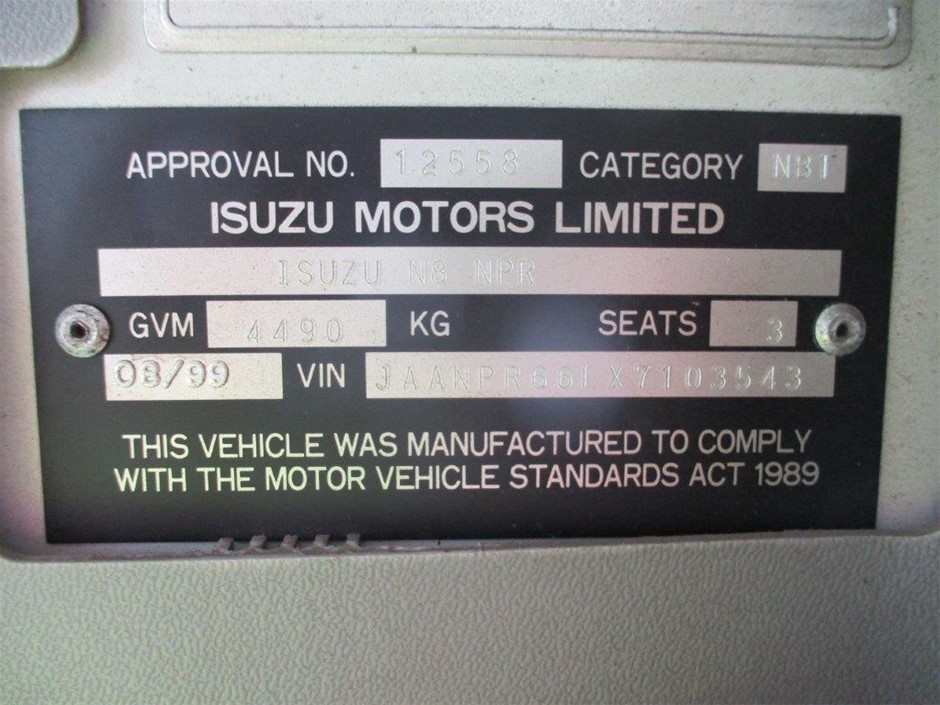 APPROVAL NO. 12558 CATEGORY NB1
ISUZU MOTORS LIMITED
ISUZU N8 NPR
GVM 4490 KG SEATS 3
08/99 VIN JAANPR66LX7103543
THIS VEHICLE WAS MANUFACTURED TO COMPLY
WITH THE MOTOR VEHICLE STANDARDS ACT 1989